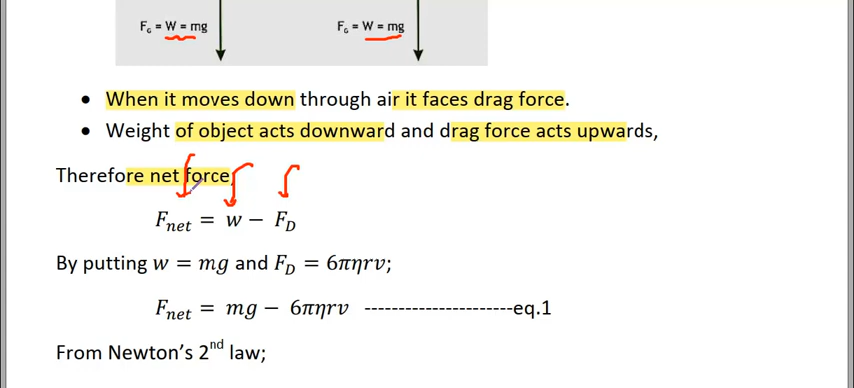 F_G = W = mg F_G = W = mg
• When it moves down through air it faces drag force.
• Weight of object acts downward and drag force acts upwards,
Therefore net force,
F_net = w − F_D
By putting w = mg and F_D = 6πηrv;
F_net = mg − 6πηrv -----------------------eq.1
From Newton's 2nd law;